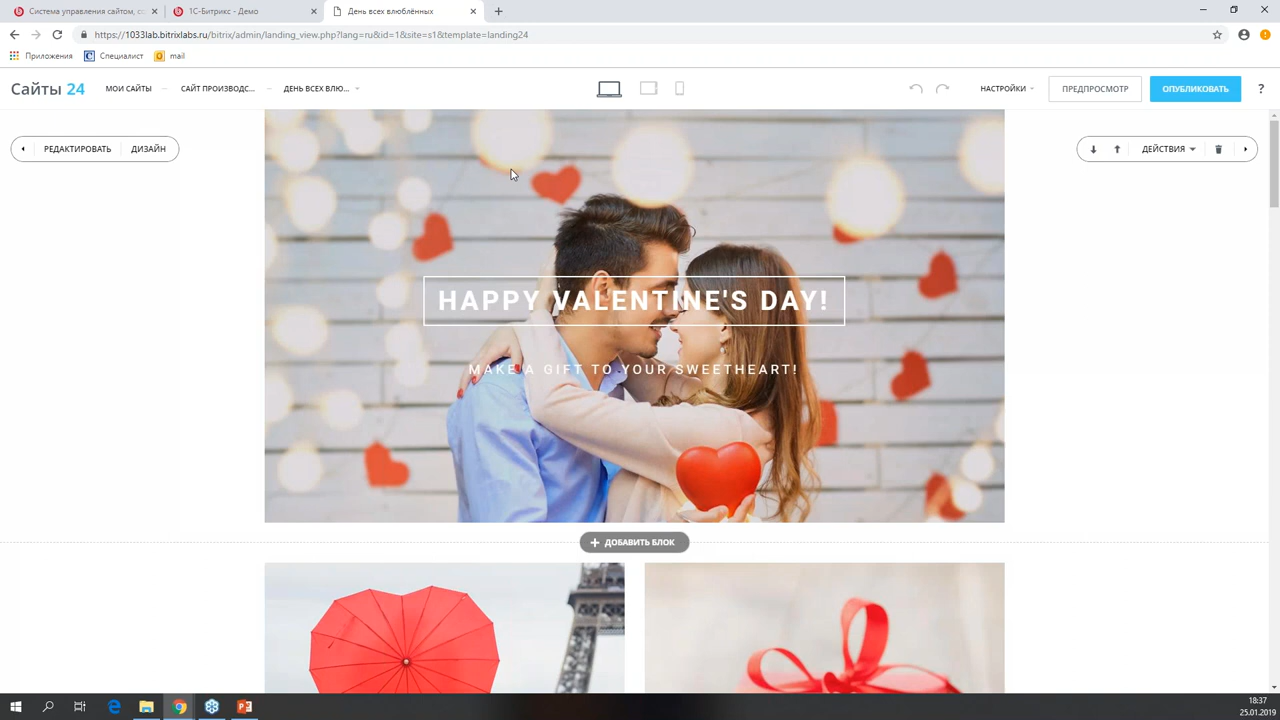 Система управления сайтом, со
1С-Битрикс - Демо
День всех влюблённых
https://1033lab.bitrixlabs.ru/bitrix/admin/landing_view.php?lang=ru&id=1&site=s1&template=landing24
Приложения
Специалист
mail
Сайты 24
МОИ САЙТЫ
САЙТ ПРОИЗВОДС...
ДЕНЬ ВСЕХ ВЛЮ...
НАСТРОЙКИ
ПРЕДПРОСМОТР
ОПУБЛИКОВАТЬ
?
РЕДАКТИРОВАТЬ
ДИЗАЙН
ДЕЙСТВИЯ
HAPPY VALENTINE'S DAY!
MAKE A GIFT TO YOUR SWEETHEART!
+ ДОБАВИТЬ БЛОК
18:37
25.01.2019